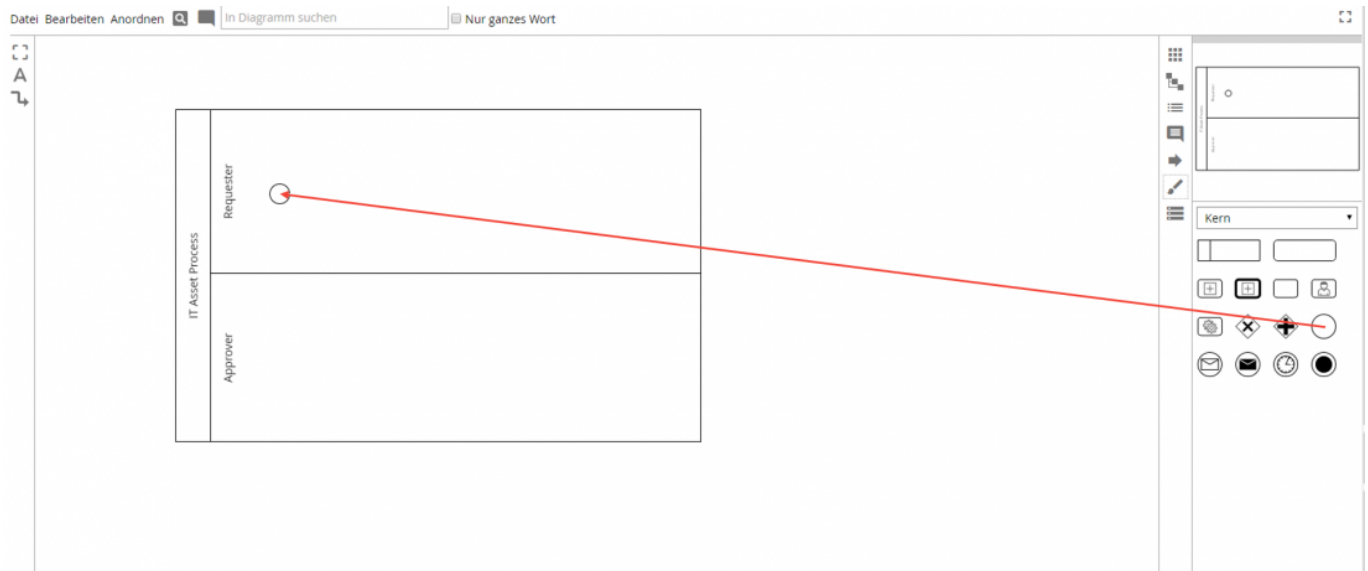 Datei Bearbeiten Anordnen In Diagramm suchen Nur ganzes Wort
A
IT Asset Process
Requester
Approver
Kern